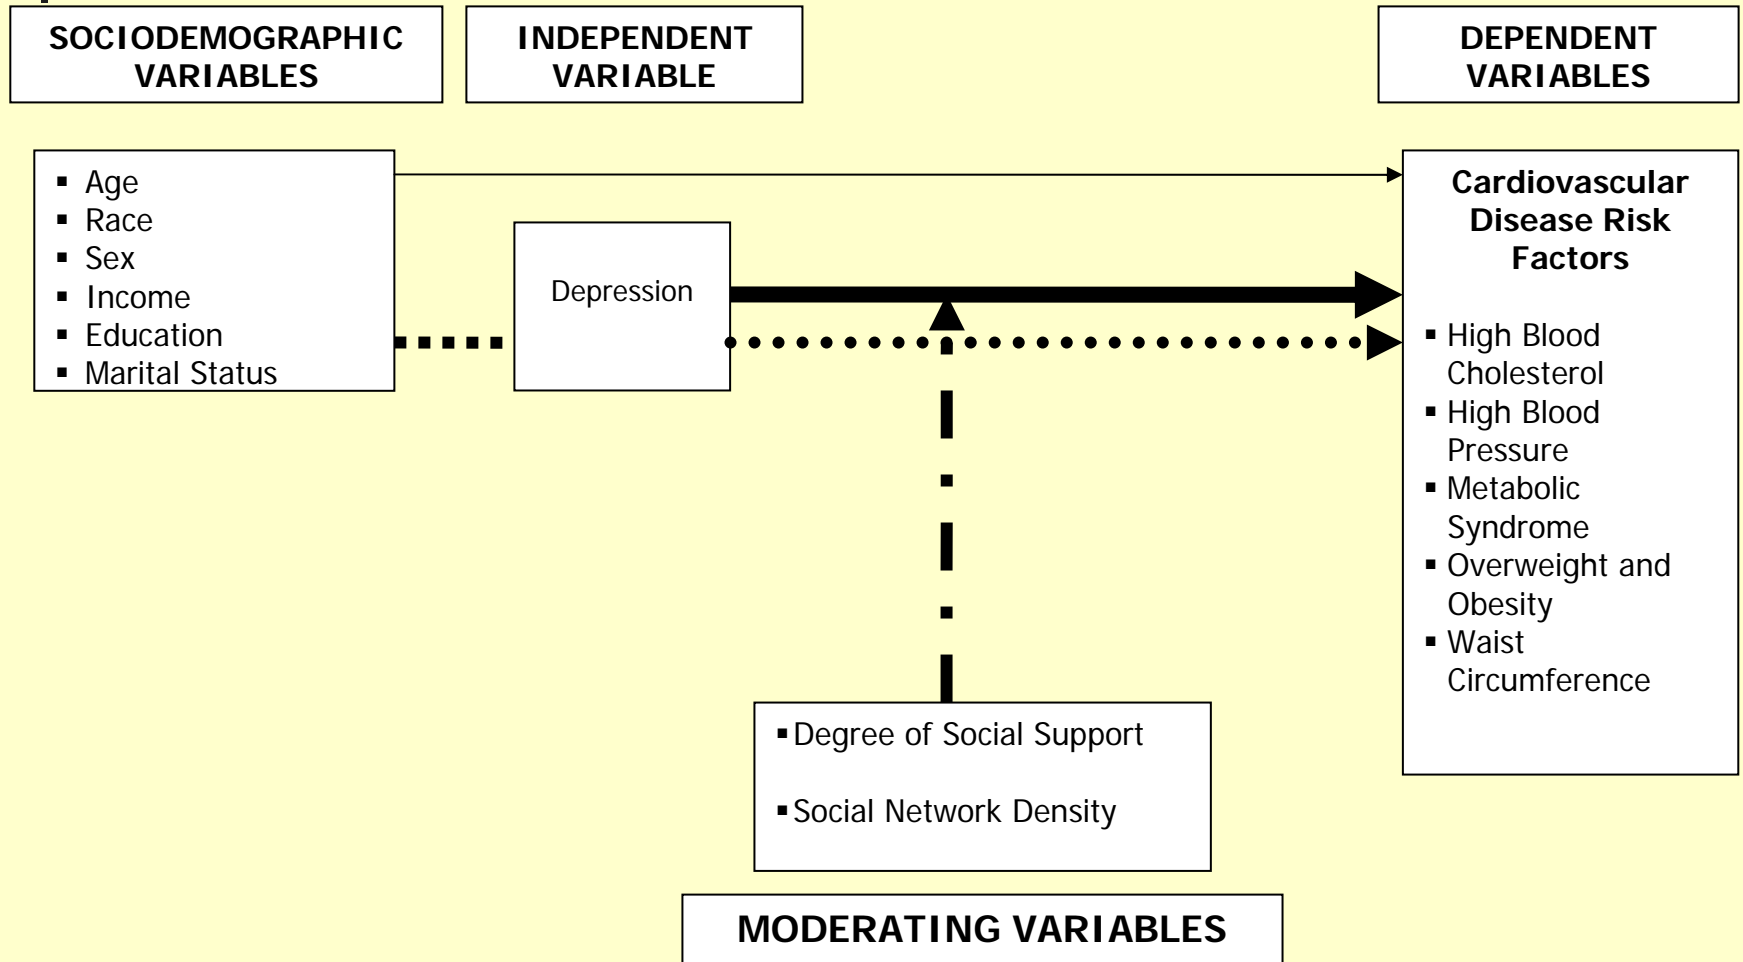 SOCIODEMOGRAPHIC
VARIABLES
INDEPENDENT
VARIABLE
DEPENDENT
VARIABLES
▪ Age
▪ Race
▪ Sex
▪ Income
▪ Education
▪ Marital Status
Depression
Cardiovascular
Disease Risk
Factors
▪ High Blood
Cholesterol
▪ High Blood
Pressure
▪ Metabolic
Syndrome
▪ Overweight and
Obesity
▪ Waist
Circumference
▪ Degree of Social Support
▪ Social Network Density
MODERATING VARIABLES